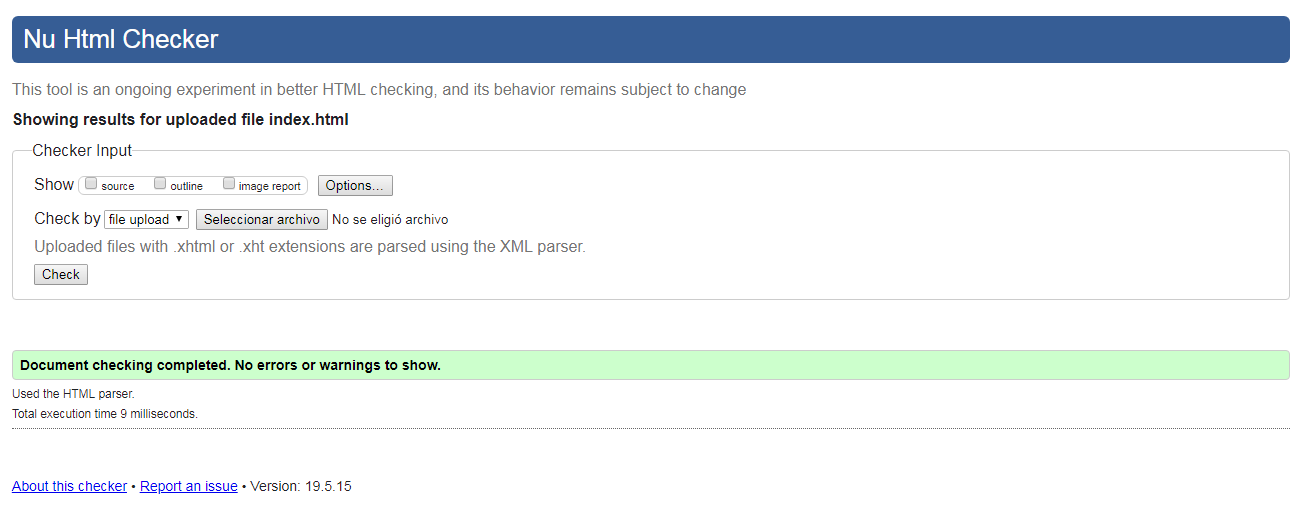 Nu Html Checker
This tool is an ongoing experiment in better HTML checking, and its behavior remains subject to change
Showing results for uploaded file index.html
Checker Input
Show source outline image report Options...
Check by file upload Seleccionar archivo No se eligió archivo
Uploaded files with .xhtml or .xht extensions are parsed using the XML parser.
Check
Document checking completed. No errors or warnings to show.
Used the HTML parser.
Total execution time 9 milliseconds.
About this checker • Report an issue • Version: 19.5.15